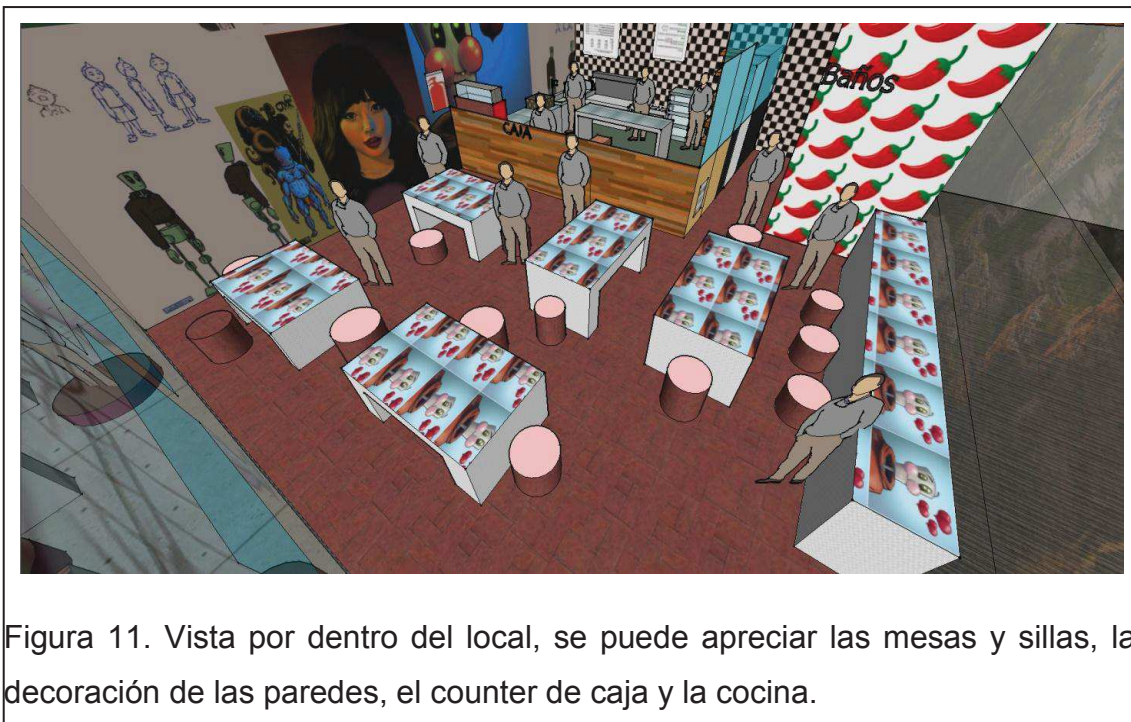 Baños
CAJA
Figura 11. Vista por dentro del local, se puede apreciar las mesas y sillas, la
decoración de las paredes, el counter de caja y la cocina.